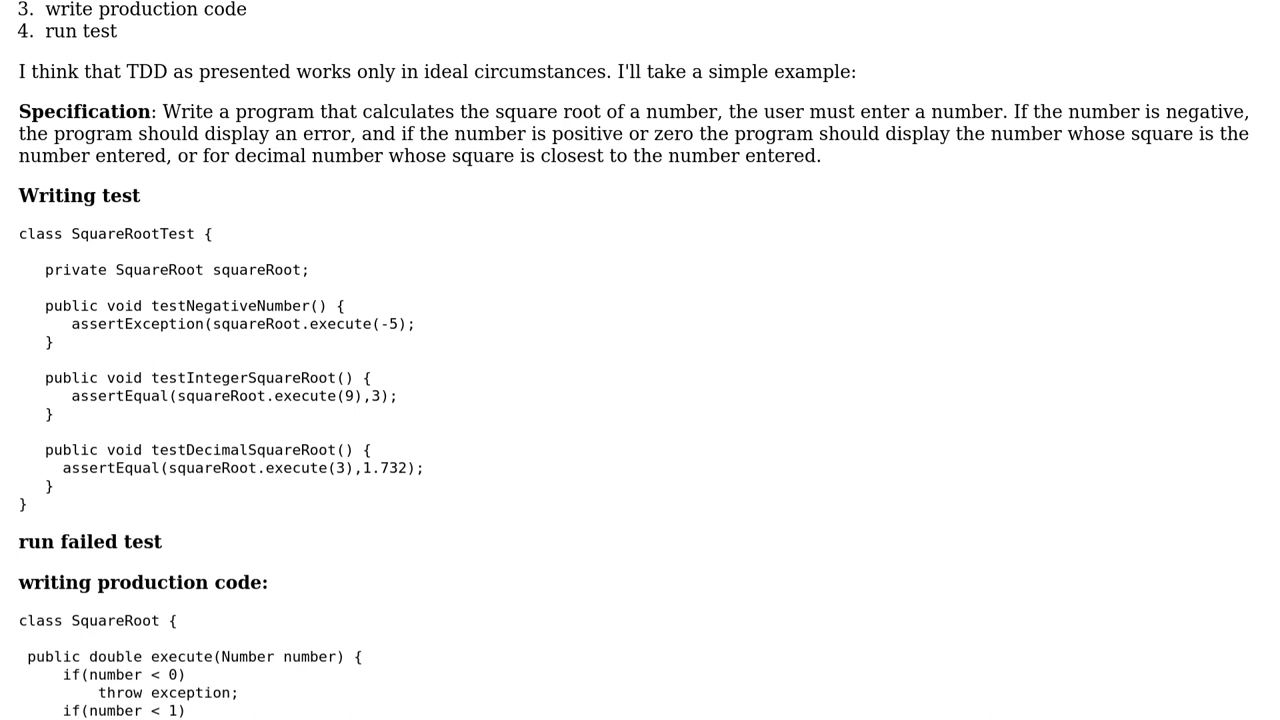 3. write production code
4. run test
I think that TDD as presented works only in ideal circumstances. I'll take a simple example:
Specification: Write a program that calculates the square root of a number, the user must enter a number. If the number is negative,
the program should display an error, and if the number is positive or zero the program should display the number whose square is the
number entered, or for decimal number whose square is closest to the number entered.
Writing test
class SquareRootTest {
private SquareRoot squareRoot;
public void testNegativeNumber() {
assertException(squareRoot.execute(-5);
}
public void testIntegerSquareRoot() {
assertEqual(squareRoot.execute(9),3);
}
public void testDecimalSquareRoot() {
assertEqual(squareRoot.execute(3),1.732);
}
}
run failed test
writing production code:
class SquareRoot {
public double execute(Number number) {
if(number < 0)
throw exception;
if(number < 1)